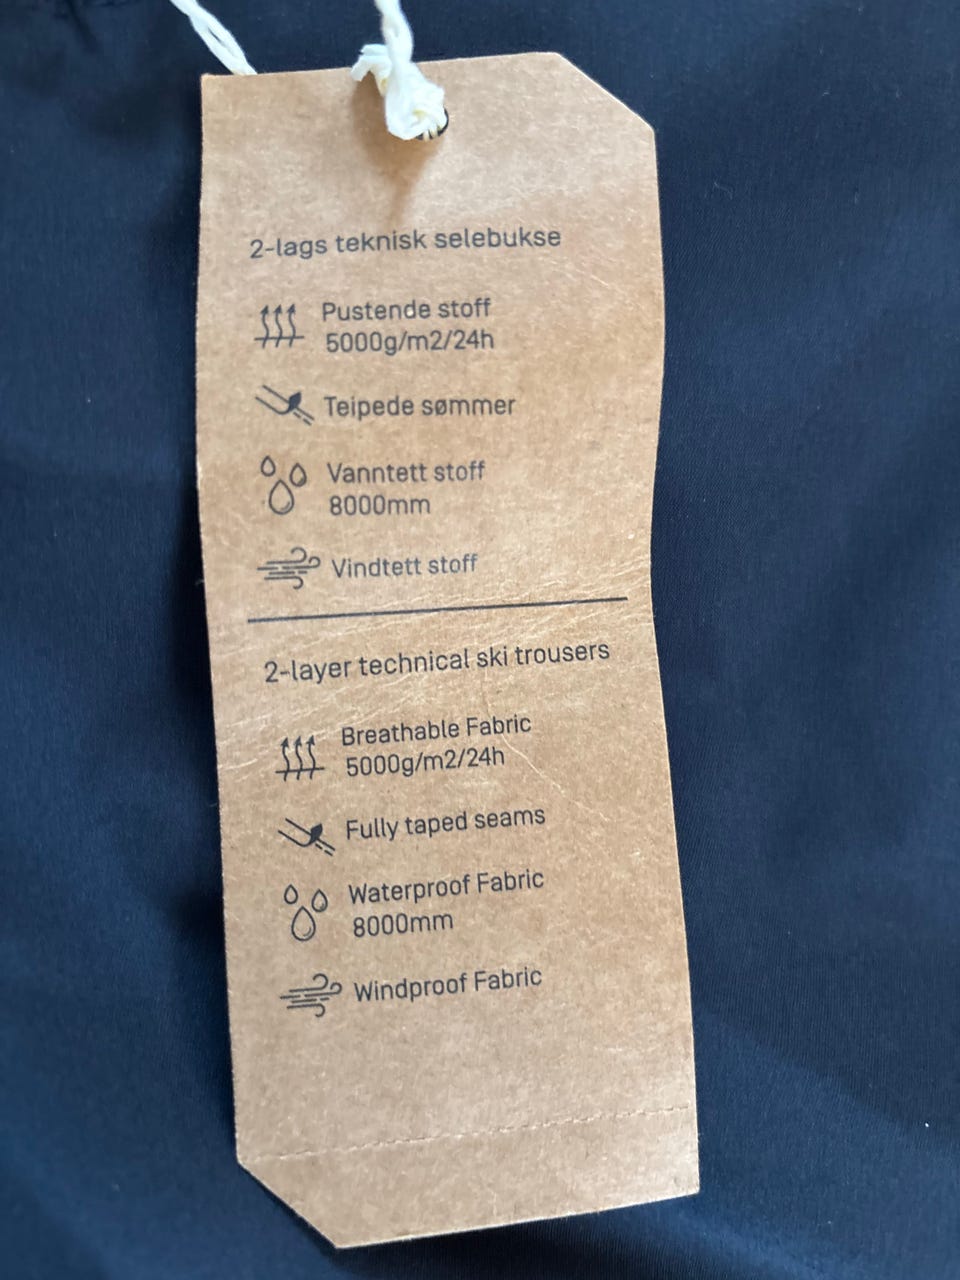 2-lags teknisk selebukse
Pustende stoff
5000g/m2/24h
Teipede sømmer
Vanntett stoff
8000mm
Vindtett stoff
2-layer technical ski trousers
Breathable Fabric
5000g/m2/24h
Fully taped seams
Waterproof Fabric
8000mm
Windproof Fabric